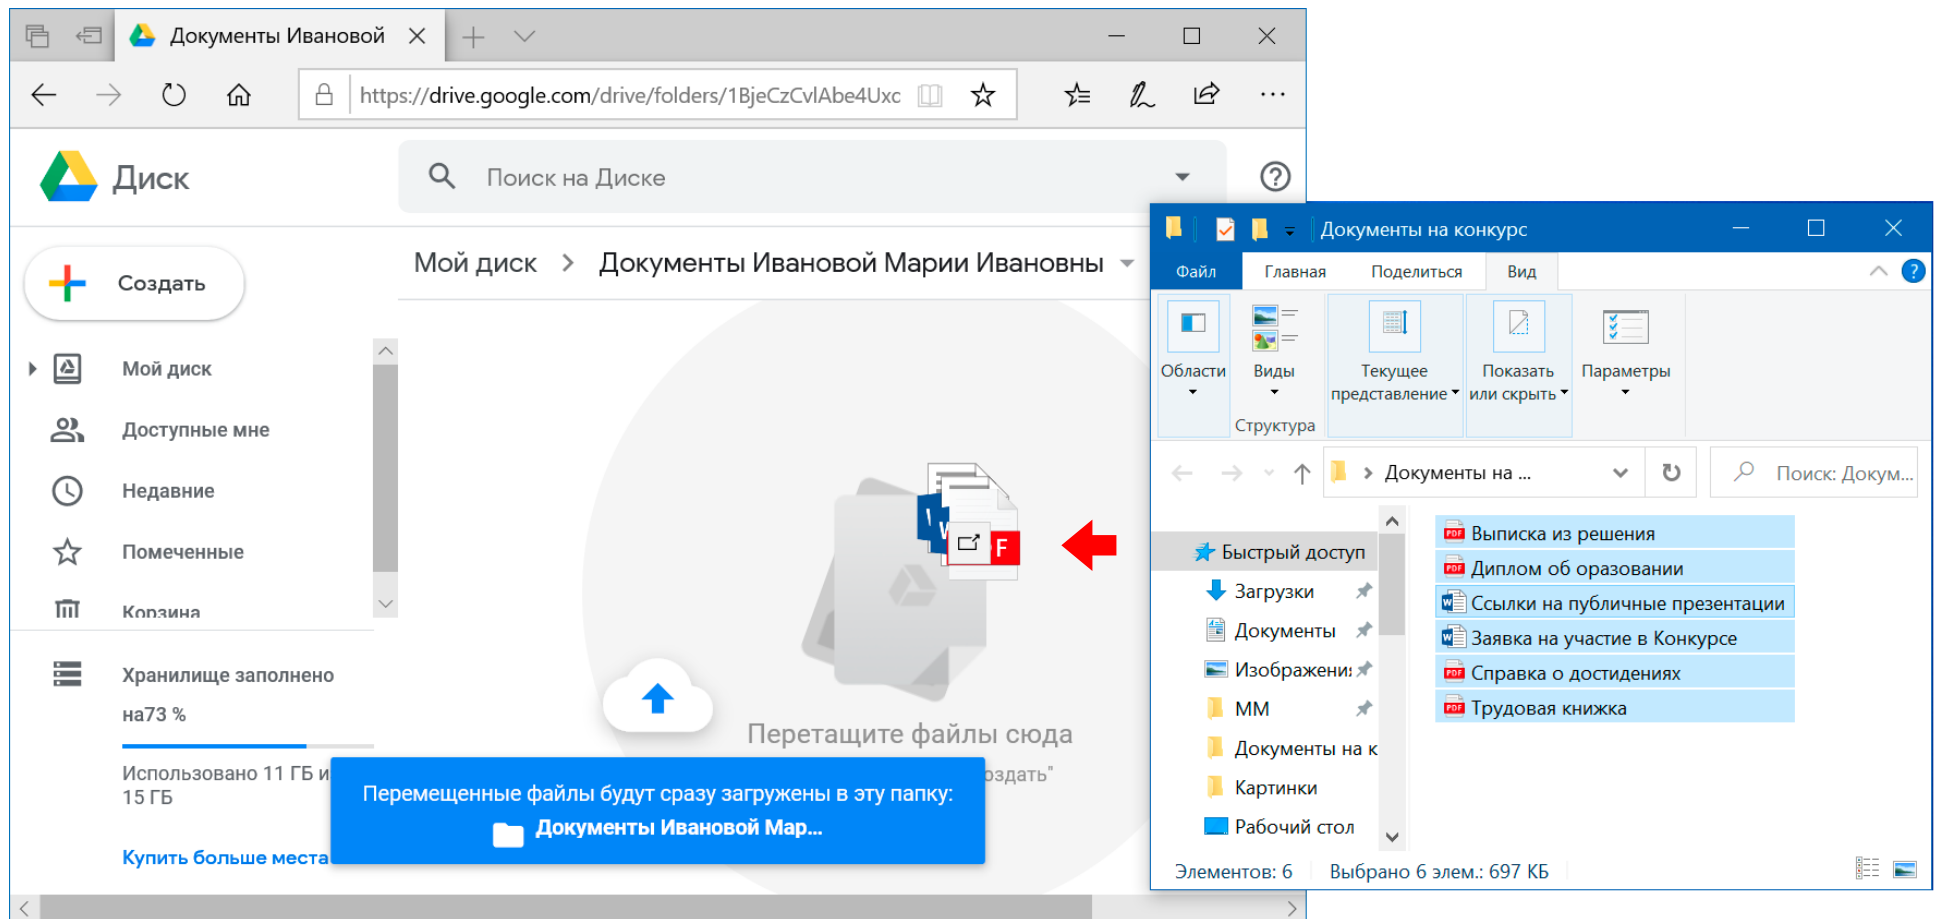 Документы Ивановой
https://drive.google.com/drive/folders/1BjeCzCvlAbe4Uxc
Диск
Поиск на Диске
Создать
Мой диск
Доступные мне
Недавние
Помеченные
Корзина
Хранилище заполнено
на73 %
Использовано 11 ГБ и
15 ГБ
Купить больше места
Мой диск > Документы Ивановой Марии Ивановны
W
W
F
Перетащите файлы сюда
оздать"
Перемещенные файлы будут сразу загружены в эту папку:
Документы Ивановой Мар...
Документы на конкурс
Файл Главная Поделиться Вид
Области
Виды
Текущее
представление
Показать
или скрыть
Параметры
Структура
Документы на ...
Поиск: Докум...
Быстрый доступ
Загрузки
Документы
Изображени
ММ
Документы на к
Картинки
Рабочий стол
PDF Выписка из решения
PDF Диплом об оразовании
W Ссылки на публичные презентации
W Заявка на участие в Конкурсе
PDF Справка о достидениях
PDF Трудовая книжка
Элементов: 6 Выбрано 6 элем.: 697 КБ